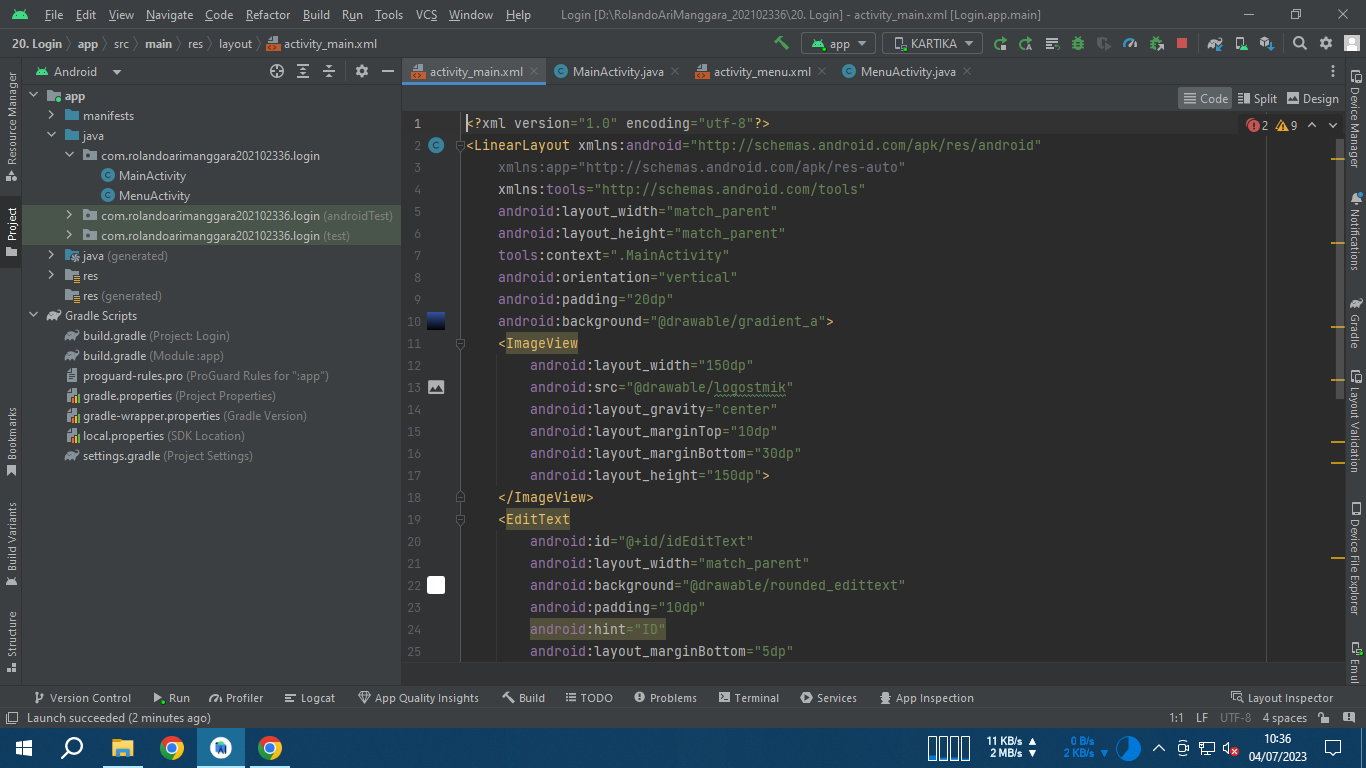 File Edit View Navigate Code Refactor Build Run Tools VCS Window Help Login [D:\RolandoAriManggara_202102336\20. Login] - activity_main.xml [Login.app.main]
20. Login app src main res layout activity_main.xml app KARTIKA
Android
activity_main.xml MainActivity.java activity_menu.xml MenuActivity.java
Code Split Design
Resource Manager
Project
Bookmarks
Build Variants
Structure
app
manifests
java
com.rolandoarimanggara202102336.login
MainActivity
MenuActivity
com.rolandoarimanggara202102336.login (androidTest)
com.rolandoarimanggara202102336.login (test)
java (generated)
res
res (generated)
Gradle Scripts
build.gradle (Project: Login)
build.gradle (Module :app)
proguard-rules.pro (ProGuard Rules for ":app")
gradle.properties (Project Properties)
gradle-wrapper.properties (Gradle Version)
local.properties (SDK Location)
settings.gradle (Project Settings)
2 9
1 <?xml version="1.0" encoding="utf-8"?>
2 <LinearLayout xmlns:android="http://schemas.android.com/apk/res/android"
3 xmlns:app="http://schemas.android.com/apk/res-auto"
4 xmlns:tools="http://schemas.android.com/tools"
5 android:layout_width="match_parent"
6 android:layout_height="match_parent"
7 tools:context=".MainActivity"
8 android:orientation="vertical"
9 android:padding="20dp"
10 android:background="@drawable/gradient_a">
11 <ImageView
12 android:layout_width="150dp"
13 android:src="@drawable/logostmik"
14 android:layout_gravity="center"
15 android:layout_marginTop="10dp"
16 android:layout_marginBottom="30dp"
17 android:layout_height="150dp">
18 </ImageView>
19 <EditText
20 android:id="@+id/idEditText"
21 android:layout_width="match_parent"
22 android:background="@drawable/rounded_edittext"
23 android:padding="10dp"
24 android:hint="ID"
25 android:layout_marginBottom="5dp"
Device Manager
Notifications
Gradle
Layout Validation
Device File Explorer
Emul
Version Control Run Profiler Logcat App Quality Insights Build TODO Problems Terminal Services App Inspection Layout Inspector
Launch succeeded (2 minutes ago) 1:1 LF UTF-8 4 spaces
11 KB/s 0 B/s 10:36
2 MB/s 2 KB/s 04/07/2023